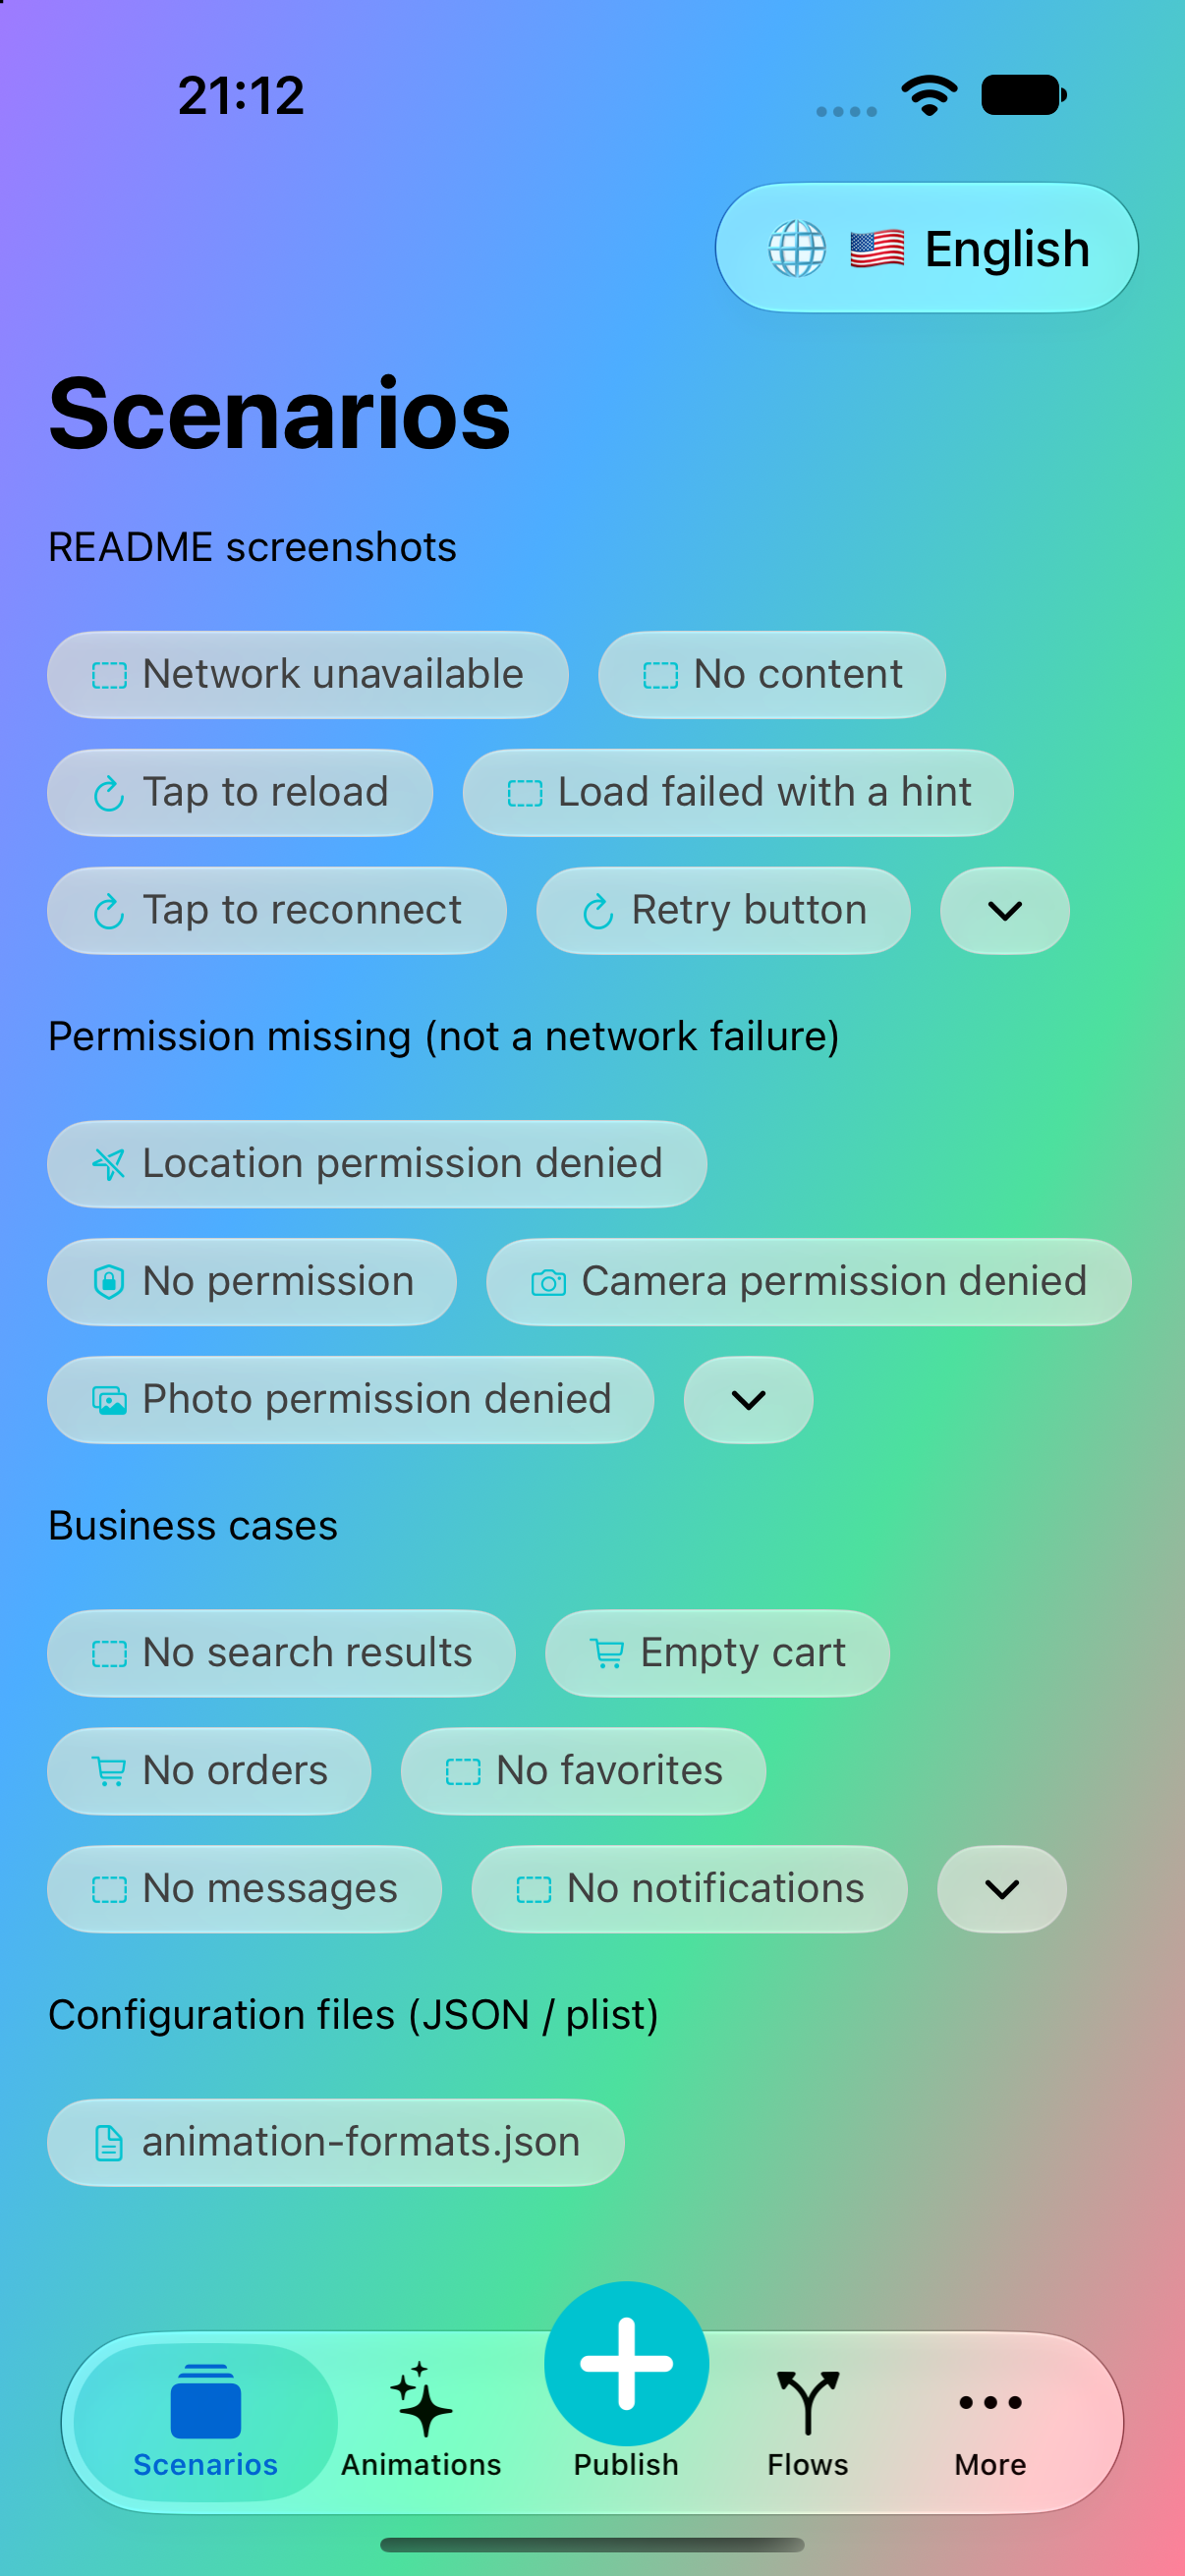 21:12
English
Scenarios
README screenshots
Network unavailable
No content
Tap to reload
Load failed with a hint
Tap to reconnect
Retry button
Permission missing (not a network failure)
Location permission denied
No permission
Camera permission denied
Photo permission denied
Business cases
No search results
Empty cart
No orders
No favorites
No messages
No notifications
Configuration files (JSON / plist)
animation-formats.json
Scenarios
Animations
Publish
Flows
More